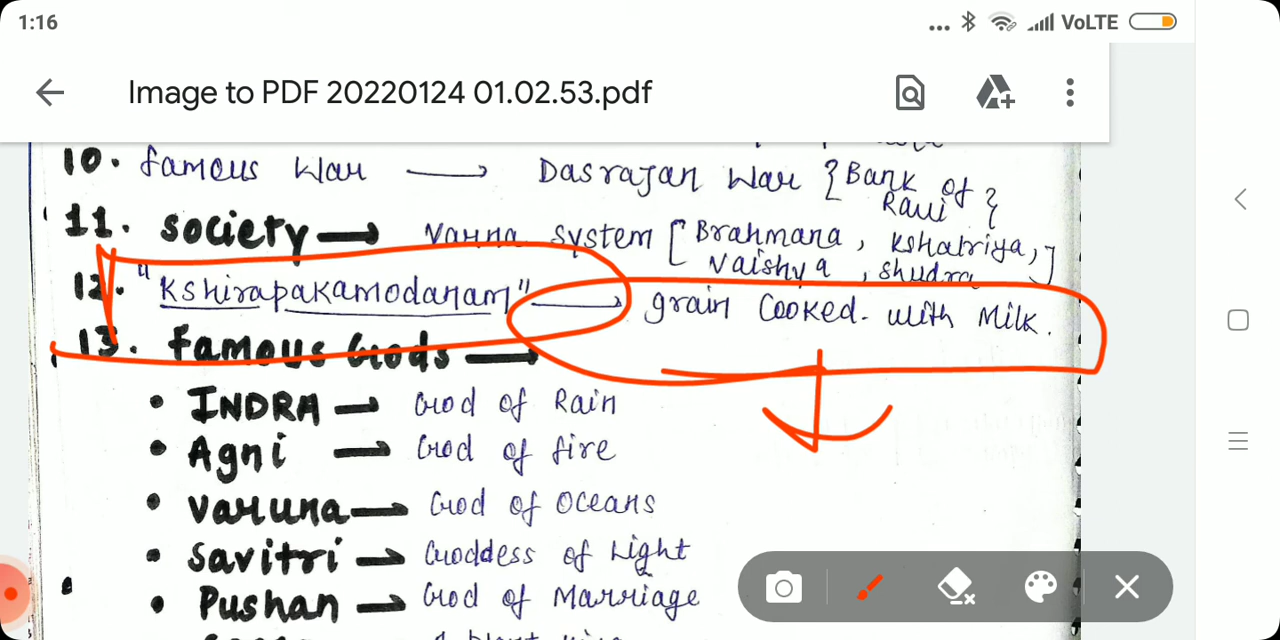 1:16
... VoLTE
Image to PDF 20220124 01.02.53.pdf
10. famous War → Dasrajan War {Bank of
Ravi }
11. society → Varna system [Brahmana, Kshatriya,
Vaishya, shudra]
12. "Kshirapakamodanam" → grain Cooked with Milk.
13. famous Gods →
• INDRA → God of Rain
• Agni → God of fire
• Varuna → God of Oceans
• Savitri → Goddess of Light
• Pushan → God of Marriage